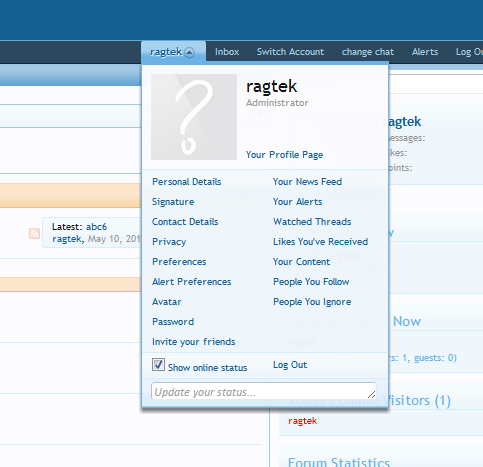 ragtek Inbox Switch Account change chat Alerts Log Ou
ragtek
Administrator
Your Profile Page
Personal Details
Signature
Contact Details
Privacy
Preferences
Alert Preferences
Avatar
Password
Invite your friends
Your News Feed
Your Alerts
Watched Threads
Likes You've Received
Your Content
People You Follow
People You Ignore
Show online status
Log Out
Update your status...
Latest: abc6
ragtek, May 10, 201
agtek
essages:
kes:
oints:
Now
rs: 1, guests: 0)
Visitors (1)
ragtek
Forum Statistics